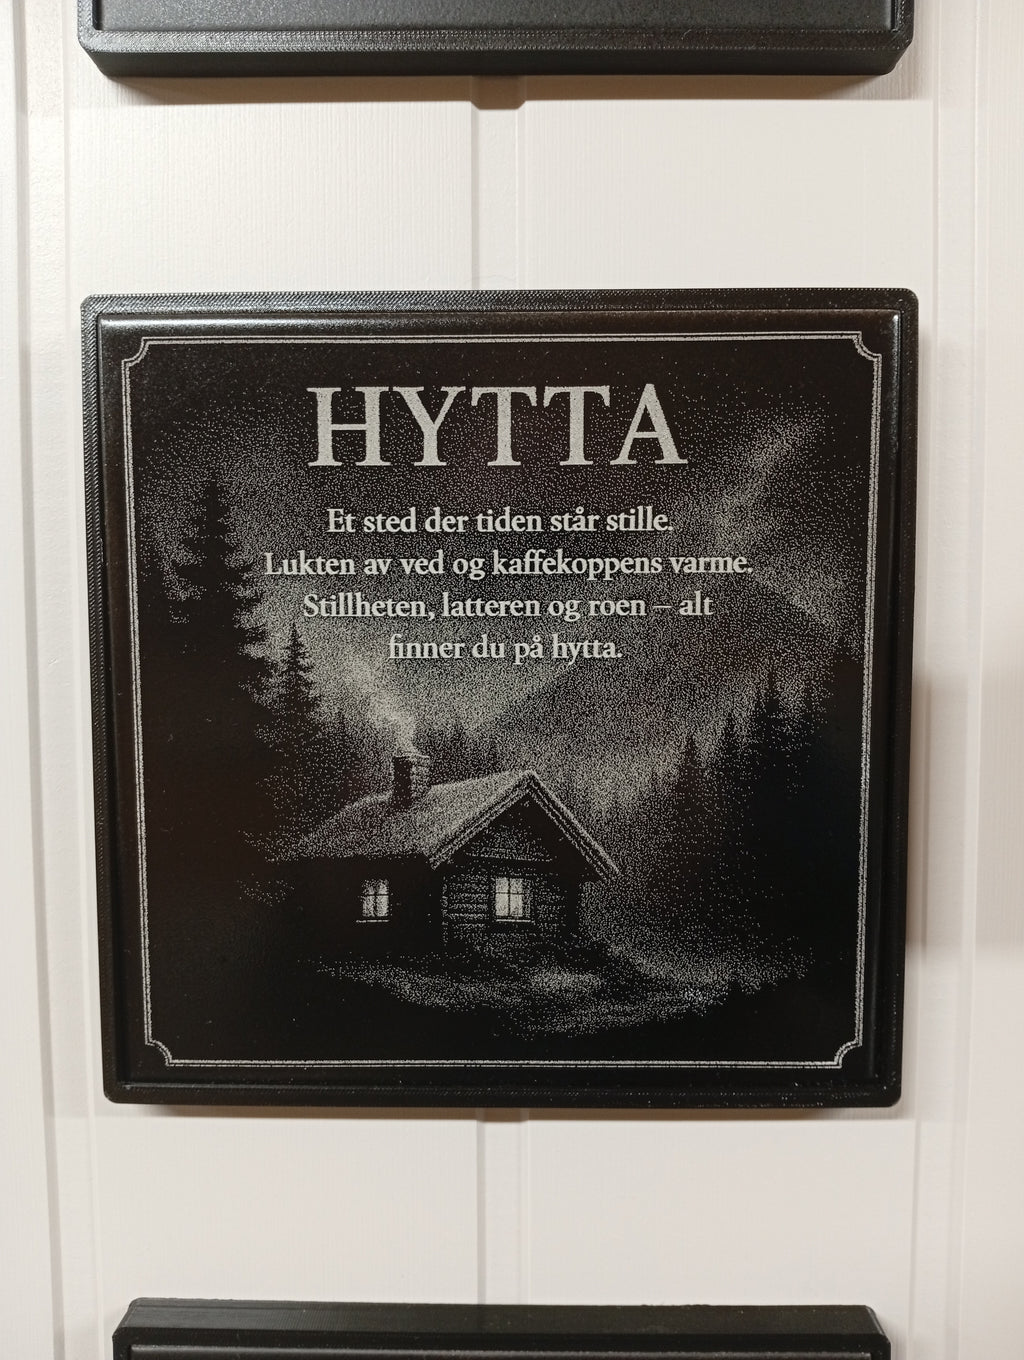 HYTTA
Et sted der tiden står stille.
Lukten av ved og kaffekoppens varme.
Stillheten, latteren og roen – alt
finner du på hytta.